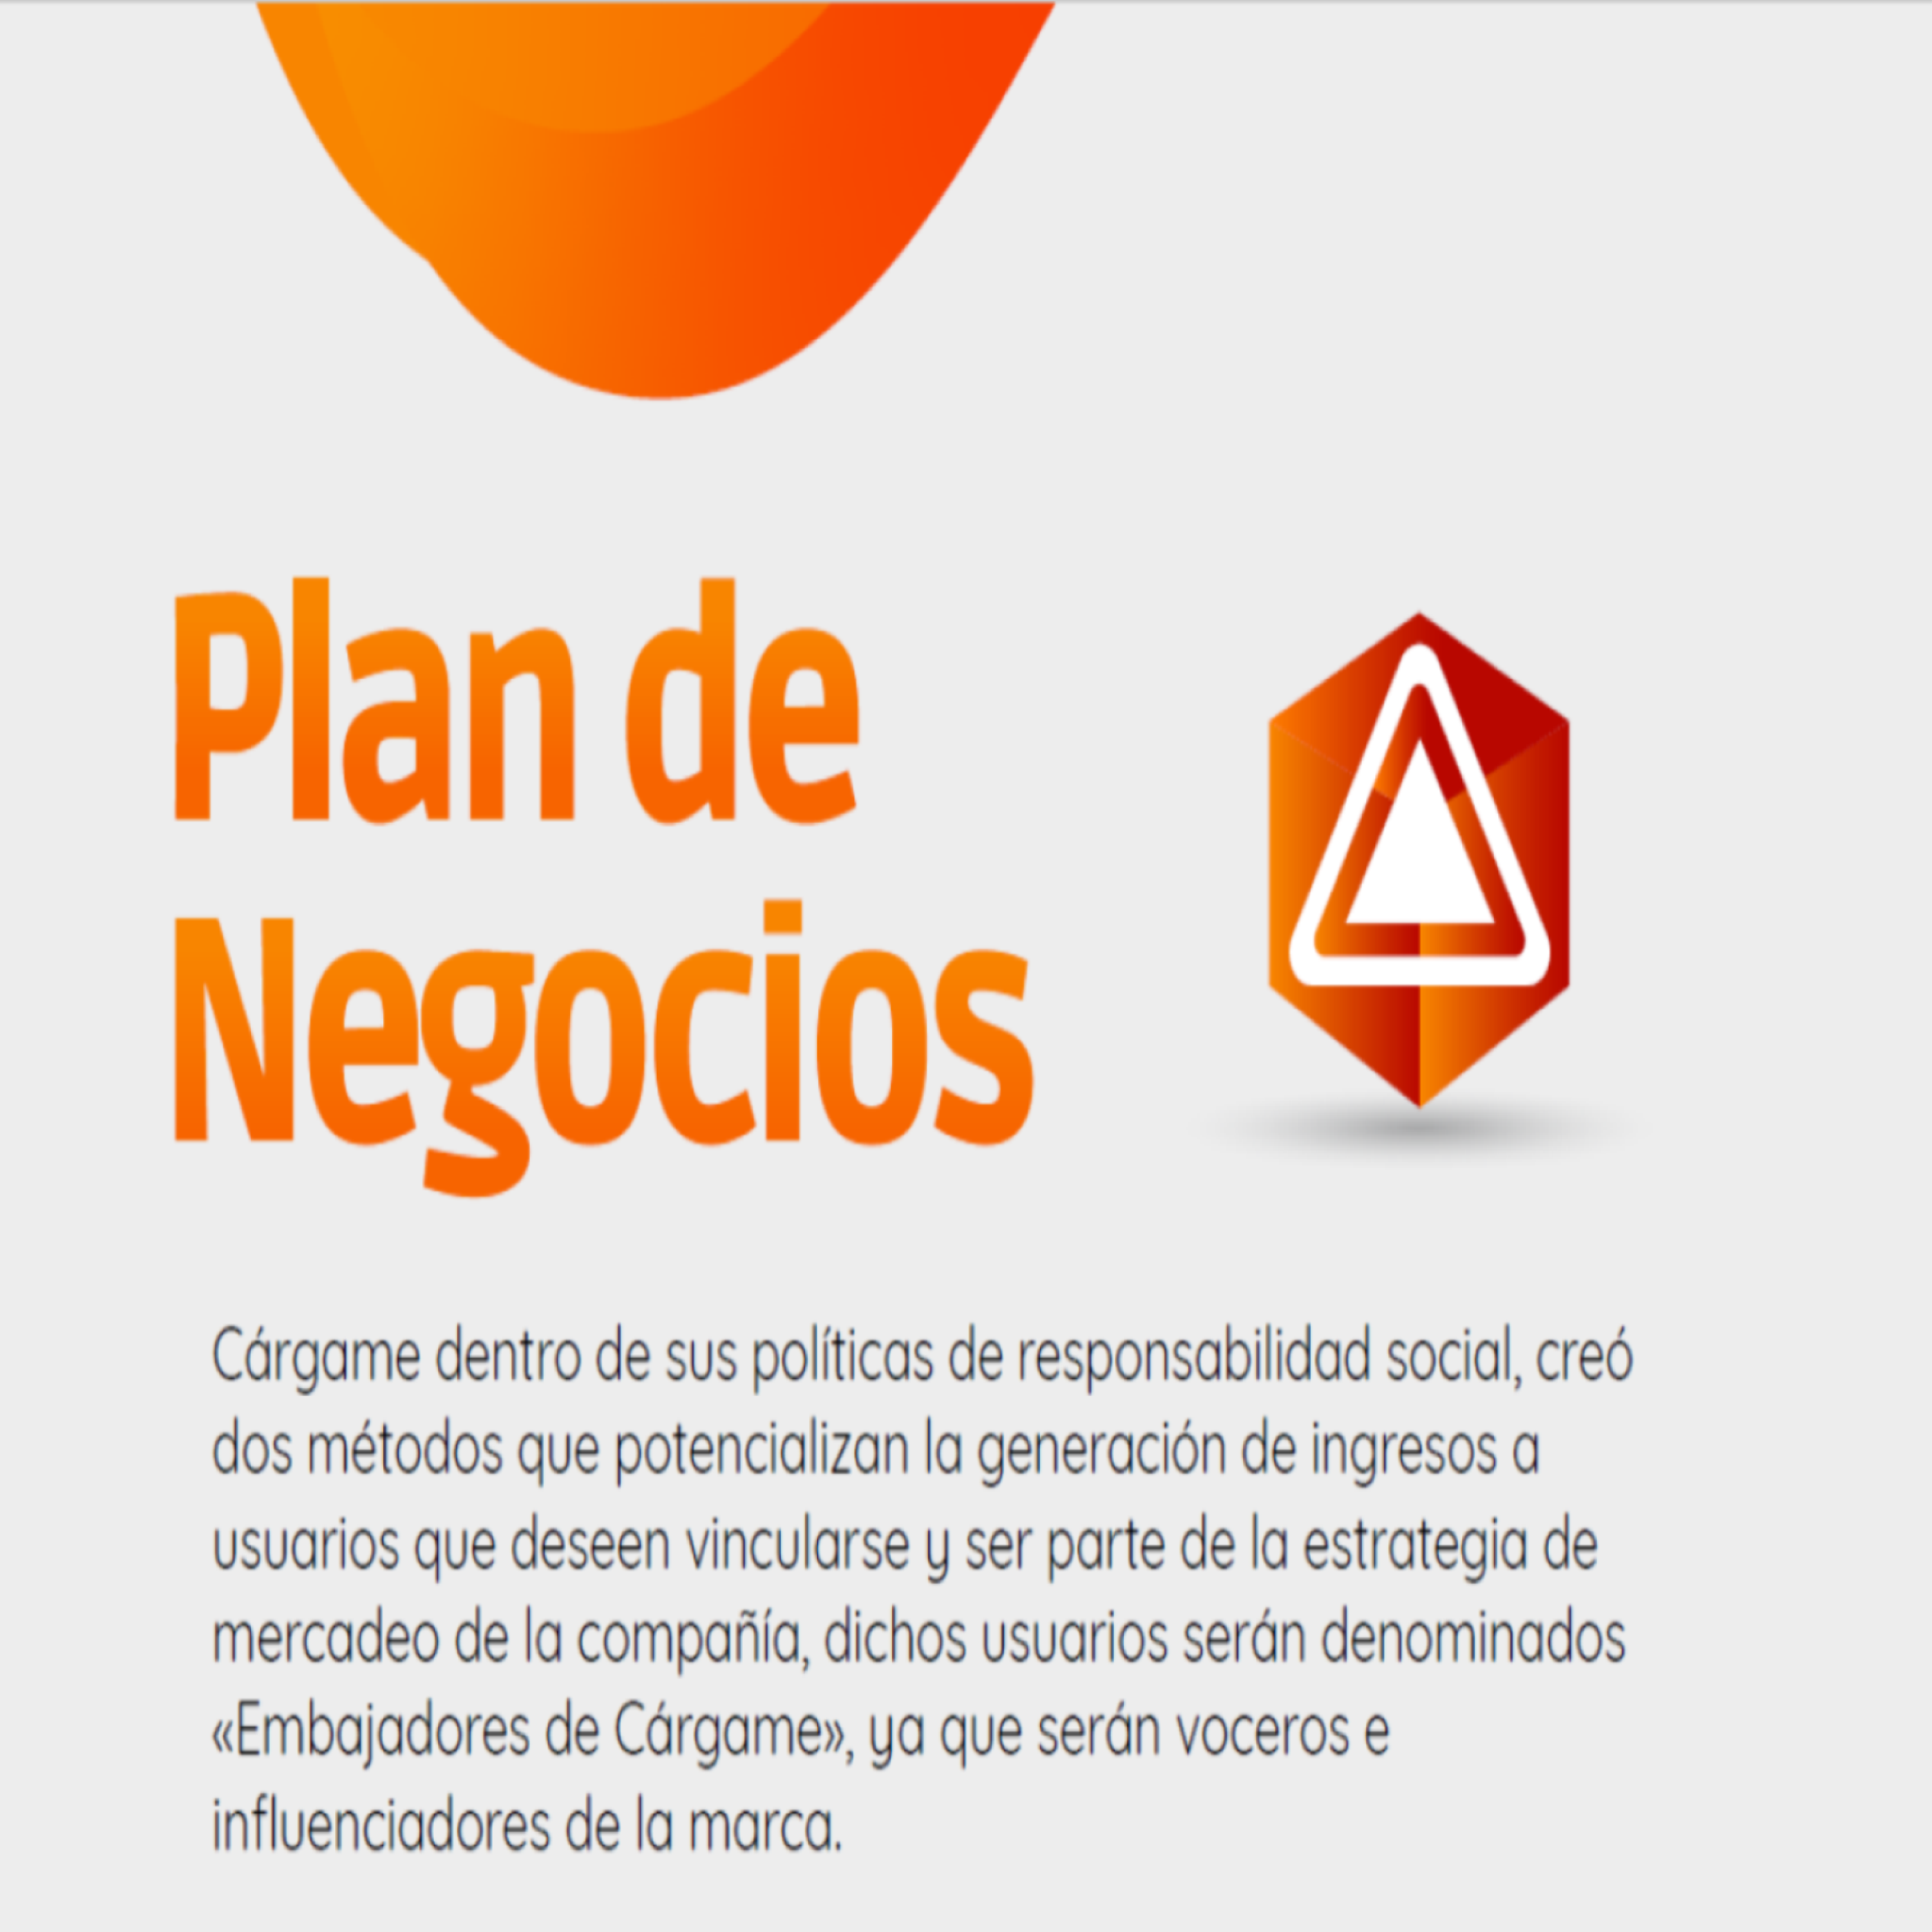 Plan de
Negocios
Cárgame dentro de sus políticas de responsabilidad social, creó
dos métodos que potencializan la generación de ingresos a
usuarios que deseen vincularse y ser parte de la estrategia de
mercadeo de la compañía, dichos usuarios serán denominados
«Embajadores de Cárgame», ya que serán voceros e
influenciadores de la marca.